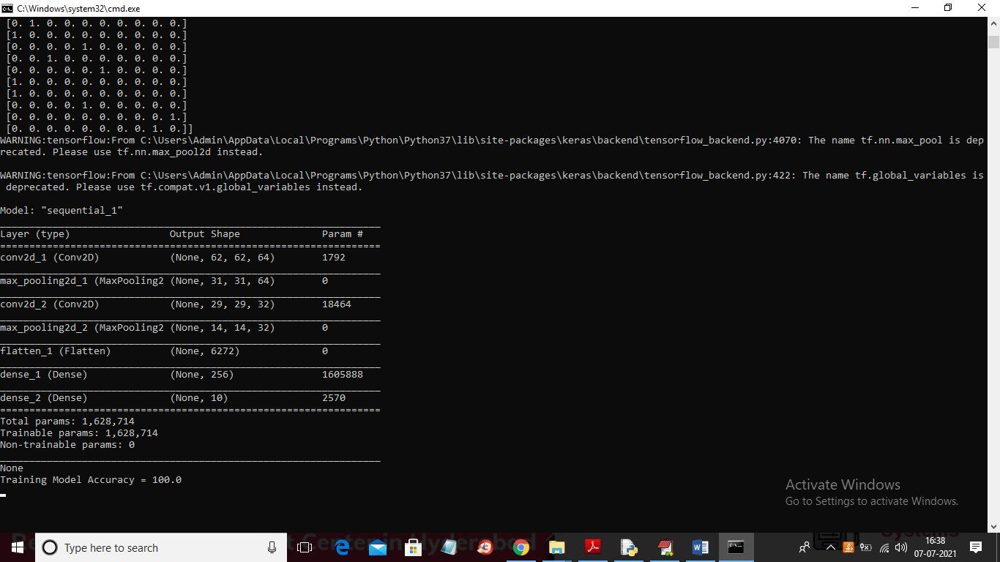 C:\Windows\system32\cmd.exe
[0. 1. 0. 0. 0. 0. 0. 0. 0. 0.]
[1. 0. 0. 0. 0. 0. 0. 0. 0. 0.]
[0. 0. 0. 0. 1. 0. 0. 0. 0. 0.]
[0. 0. 1. 0. 0. 0. 0. 0. 0. 0.]
[0. 0. 0. 0. 0. 1. 0. 0. 0. 0.]
[1. 0. 0. 0. 0. 0. 0. 0. 0. 0.]
[1. 0. 0. 0. 0. 0. 0. 0. 0. 0.]
[0. 0. 0. 0. 1. 0. 0. 0. 0. 0.]
[0. 0. 0. 0. 0. 0. 0. 0. 0. 1.]
[0. 0. 0. 0. 0. 0. 0. 0. 1. 0.]]
WARNING:tensorflow:From C:\Users\Admin\AppData\Local\Programs\Python\Python37\lib\site-packages\keras\backend\tensorflow_backend.py:4070: The name tf.nn.max_pool is dep
recated. Please use tf.nn.max_pool2d instead.
WARNING:tensorflow:From C:\Users\Admin\AppData\Local\Programs\Python\Python37\lib\site-packages\keras\backend\tensorflow_backend.py:422: The name tf.global_variables is
deprecated. Please use tf.compat.v1.global_variables instead.
Model: "sequential_1"
Layer (type) Output Shape Param #
conv2d_1 (Conv2D) (None, 62, 62, 64) 1792
max_pooling2d_1 (MaxPooling2 (None, 31, 31, 64) 0
conv2d_2 (Conv2D) (None, 29, 29, 32) 18464
max_pooling2d_2 (MaxPooling2 (None, 14, 14, 32) 0
flatten_1 (Flatten) (None, 6272) 0
dense_1 (Dense) (None, 256) 1605888
dense_2 (Dense) (None, 10) 2570
Total params: 1,628,714
Trainable params: 1,628,714
Non-trainable params: 0
None
Training Model Accuracy = 100.0
Activate Windows
Go to Settings to activate Windows.
Type here to search
16:38
07-07-2021